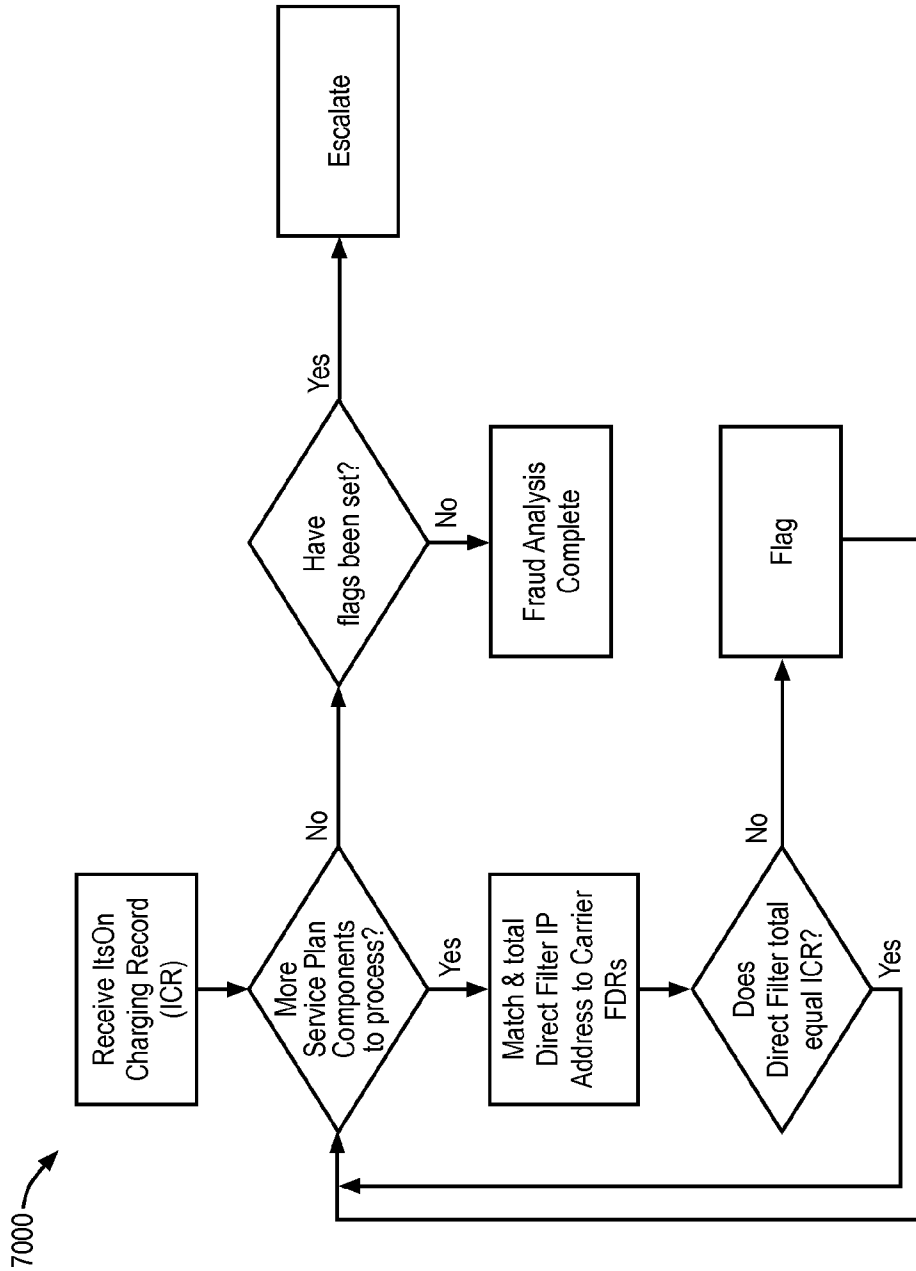 7000
Receive ItsOn
Charging Record
(ICR)
More
Service Plan
Components
to process?
No
Yes
Have
flags been set?
Yes
No
Escalate
Fraud Analysis
Complete
Match & total
Direct Filter IP
Address to Carrier
FDRs
Does
Direct Filter total
equal ICR?
No
Yes
Flag